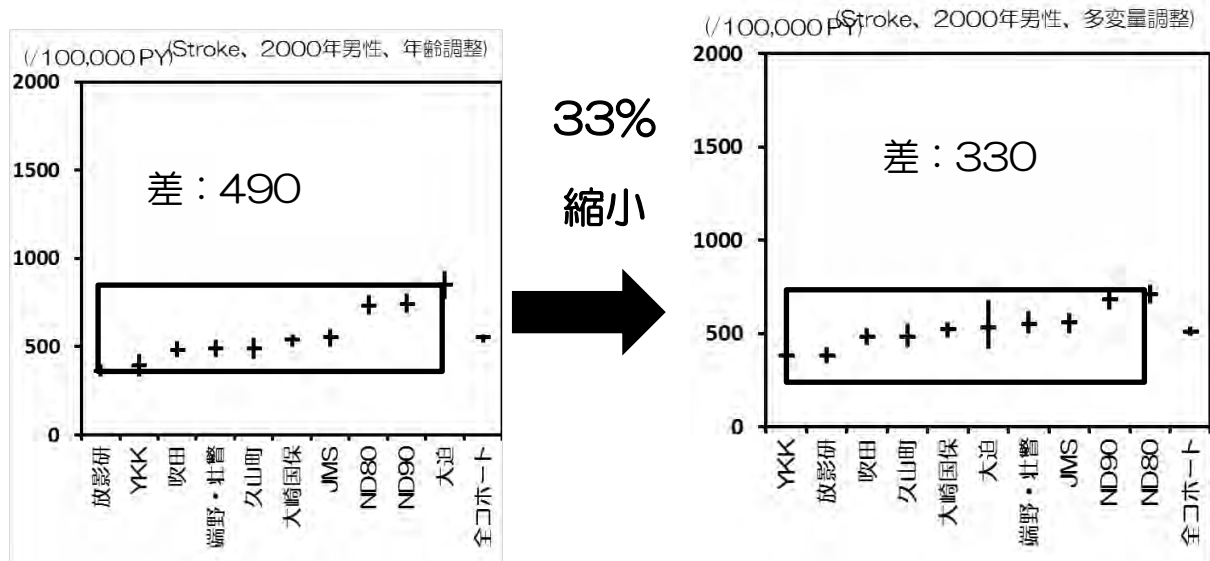 (/100,000 PY)
(Stroke、2000年男性、年齢調整)
2000
1500
1000
500
0
差：490
放影研
YKK
吹田
端野・壮瞥
久山町
大崎国保
JMS
ND80
ND90
大迫
全コホート
33%
縮小
(/100,000 PY)
(Stroke、2000年男性、多変量調整)
2000
1500
1000
500
0
差：330
YKK
放影研
吹田
久山町
大崎国保
大迫
端野・壮瞥
JMS
ND90
ND80
全コホート